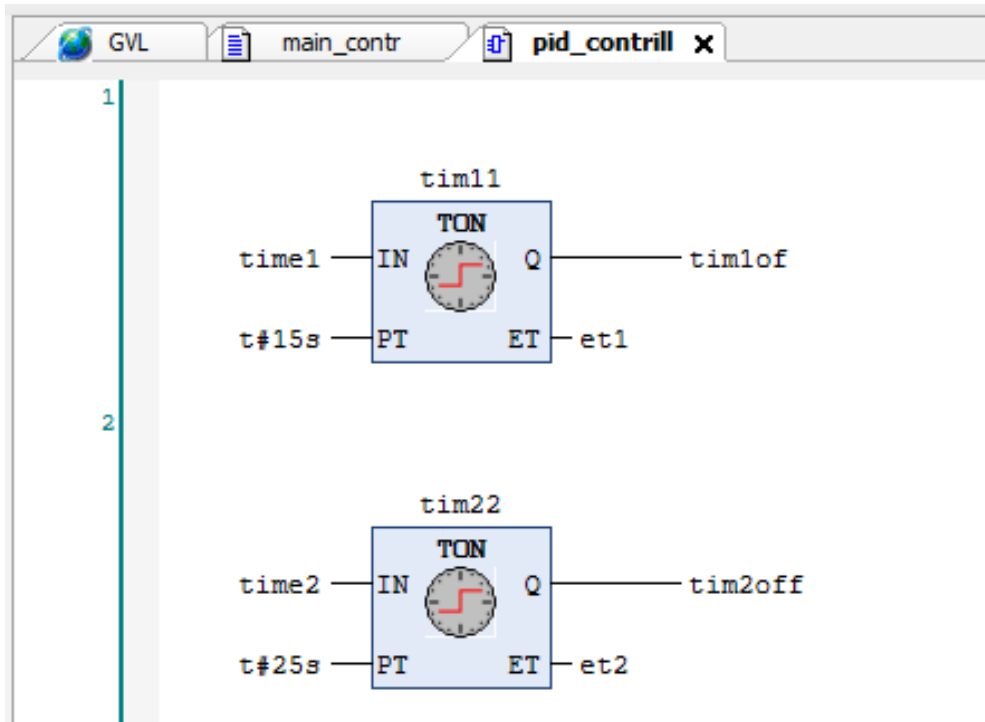 GVL main_contr pid_contrill
1
tim11
TON
time1 IN Q tim1of
t#15s PT ET et1
2
tim22
TON
time2 IN Q tim2off
t#25s PT ET et2